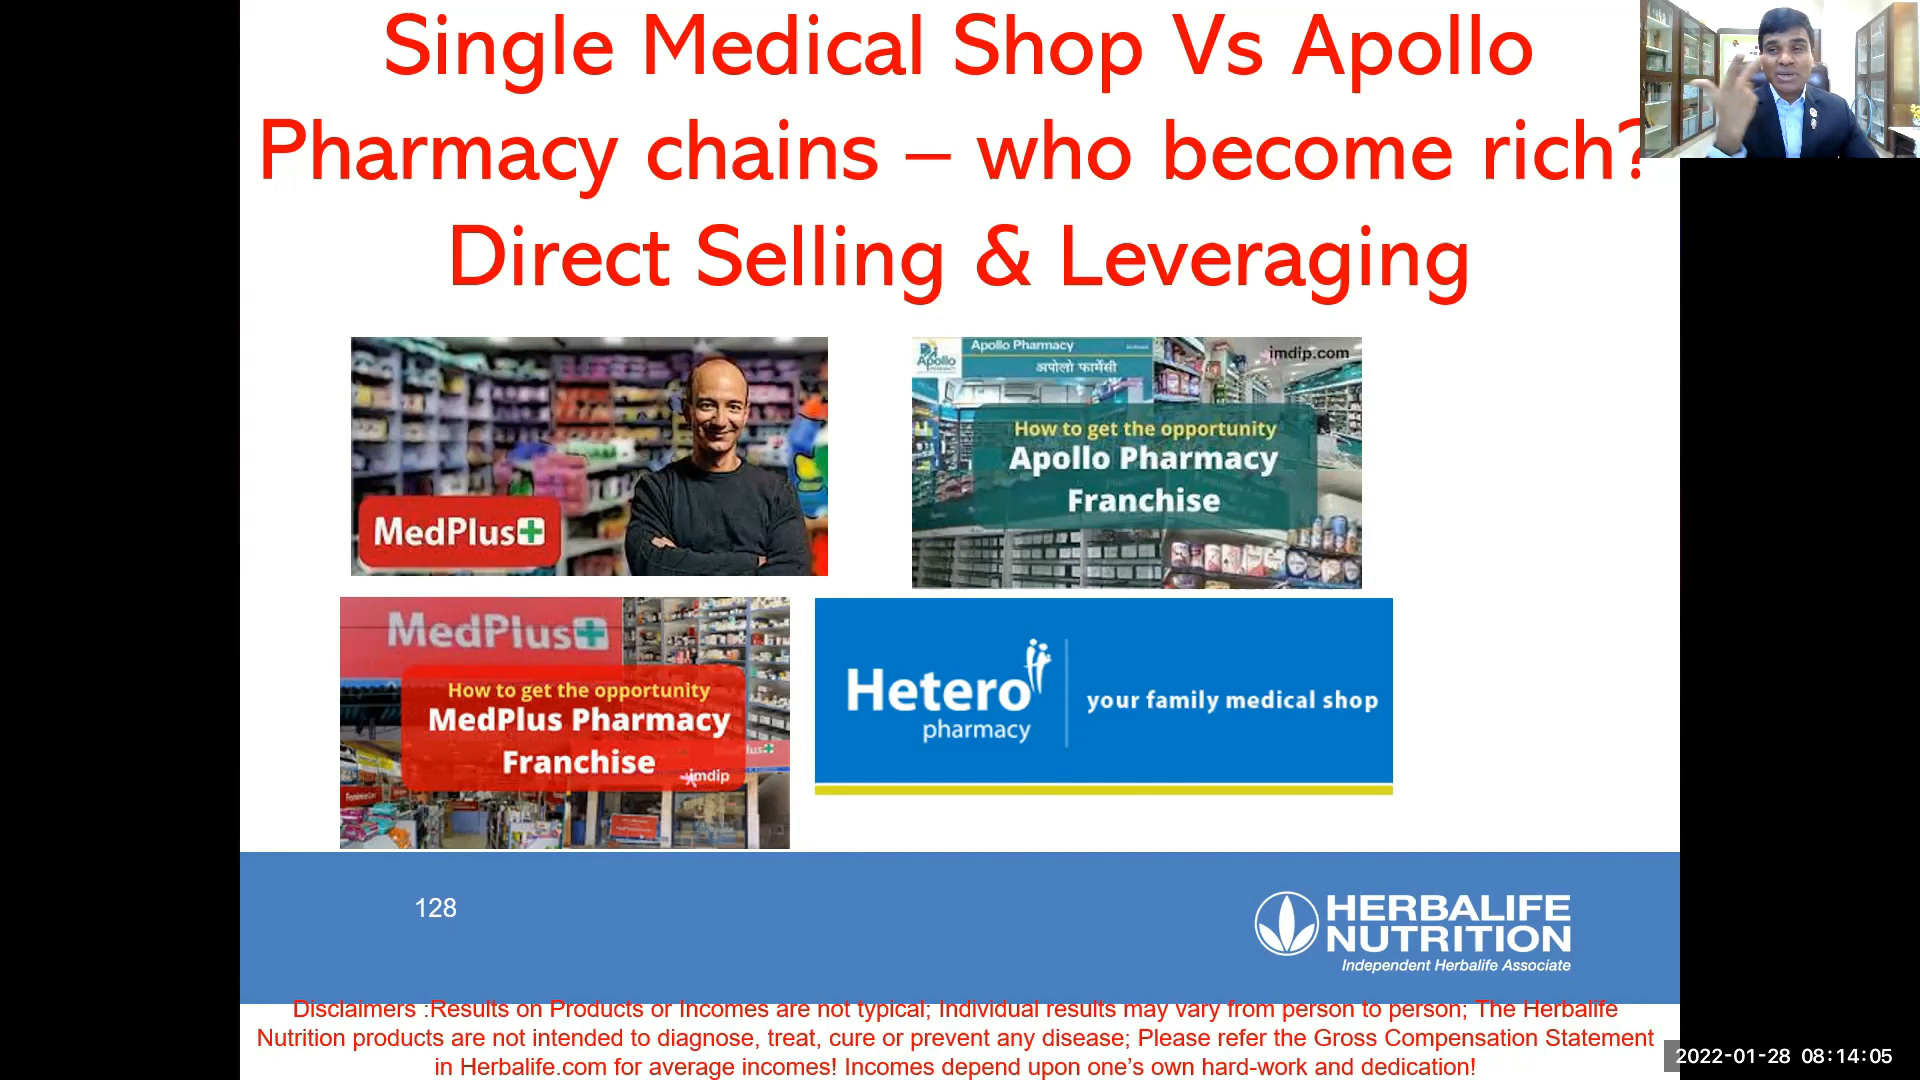 Single Medical Shop Vs Apollo
Pharmacy chains – who become rich?
Direct Selling & Leveraging
MedPlus
Apollo
Apollo Pharmacy
अपोलो फार्मेसी
imdip.com
How to get the opportunity
Apollo Pharmacy
Franchise
MedPlus
How to get the opportunity
MedPlus Pharmacy
Franchise
imdip
Hetero
pharmacy
your family medical shop
128
HERBALIFE
NUTRITION
Independent Herbalife Associate
Disclaimers :Results on Products or Incomes are not typical; Individual results may vary from person to person; The Herbalife
Nutrition products are not intended to diagnose, treat, cure or prevent any disease; Please refer the Gross Compensation Statement
in Herbalife.com for average incomes! Incomes depend upon one’s own hard-work and dedication!
2022-01-28 08:14:05